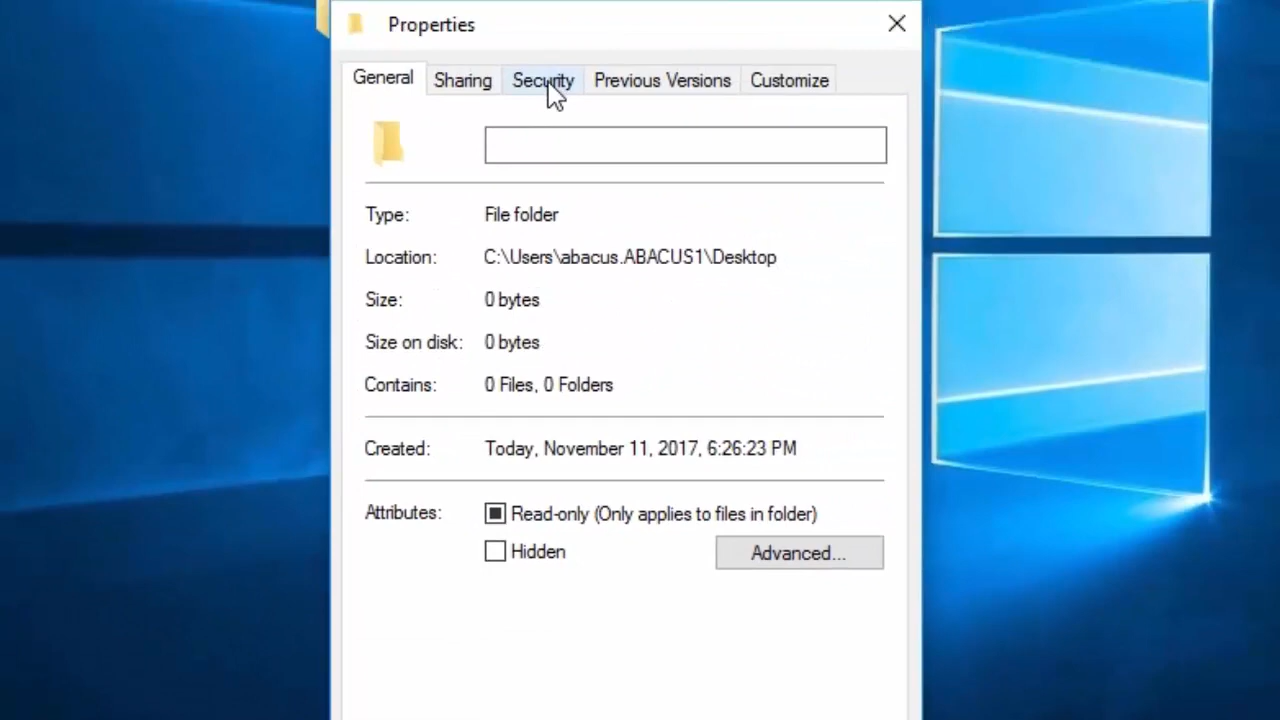 Properties
General Sharing Security Previous Versions Customize
Type: File folder
Location: C:\Users\abacus.ABACUS1\Desktop
Size: 0 bytes
Size on disk: 0 bytes
Contains: 0 Files, 0 Folders
Created: Today, November 11, 2017, 6:26:23 PM
Attributes: Read-only (Only applies to files in folder)
Hidden Advanced...